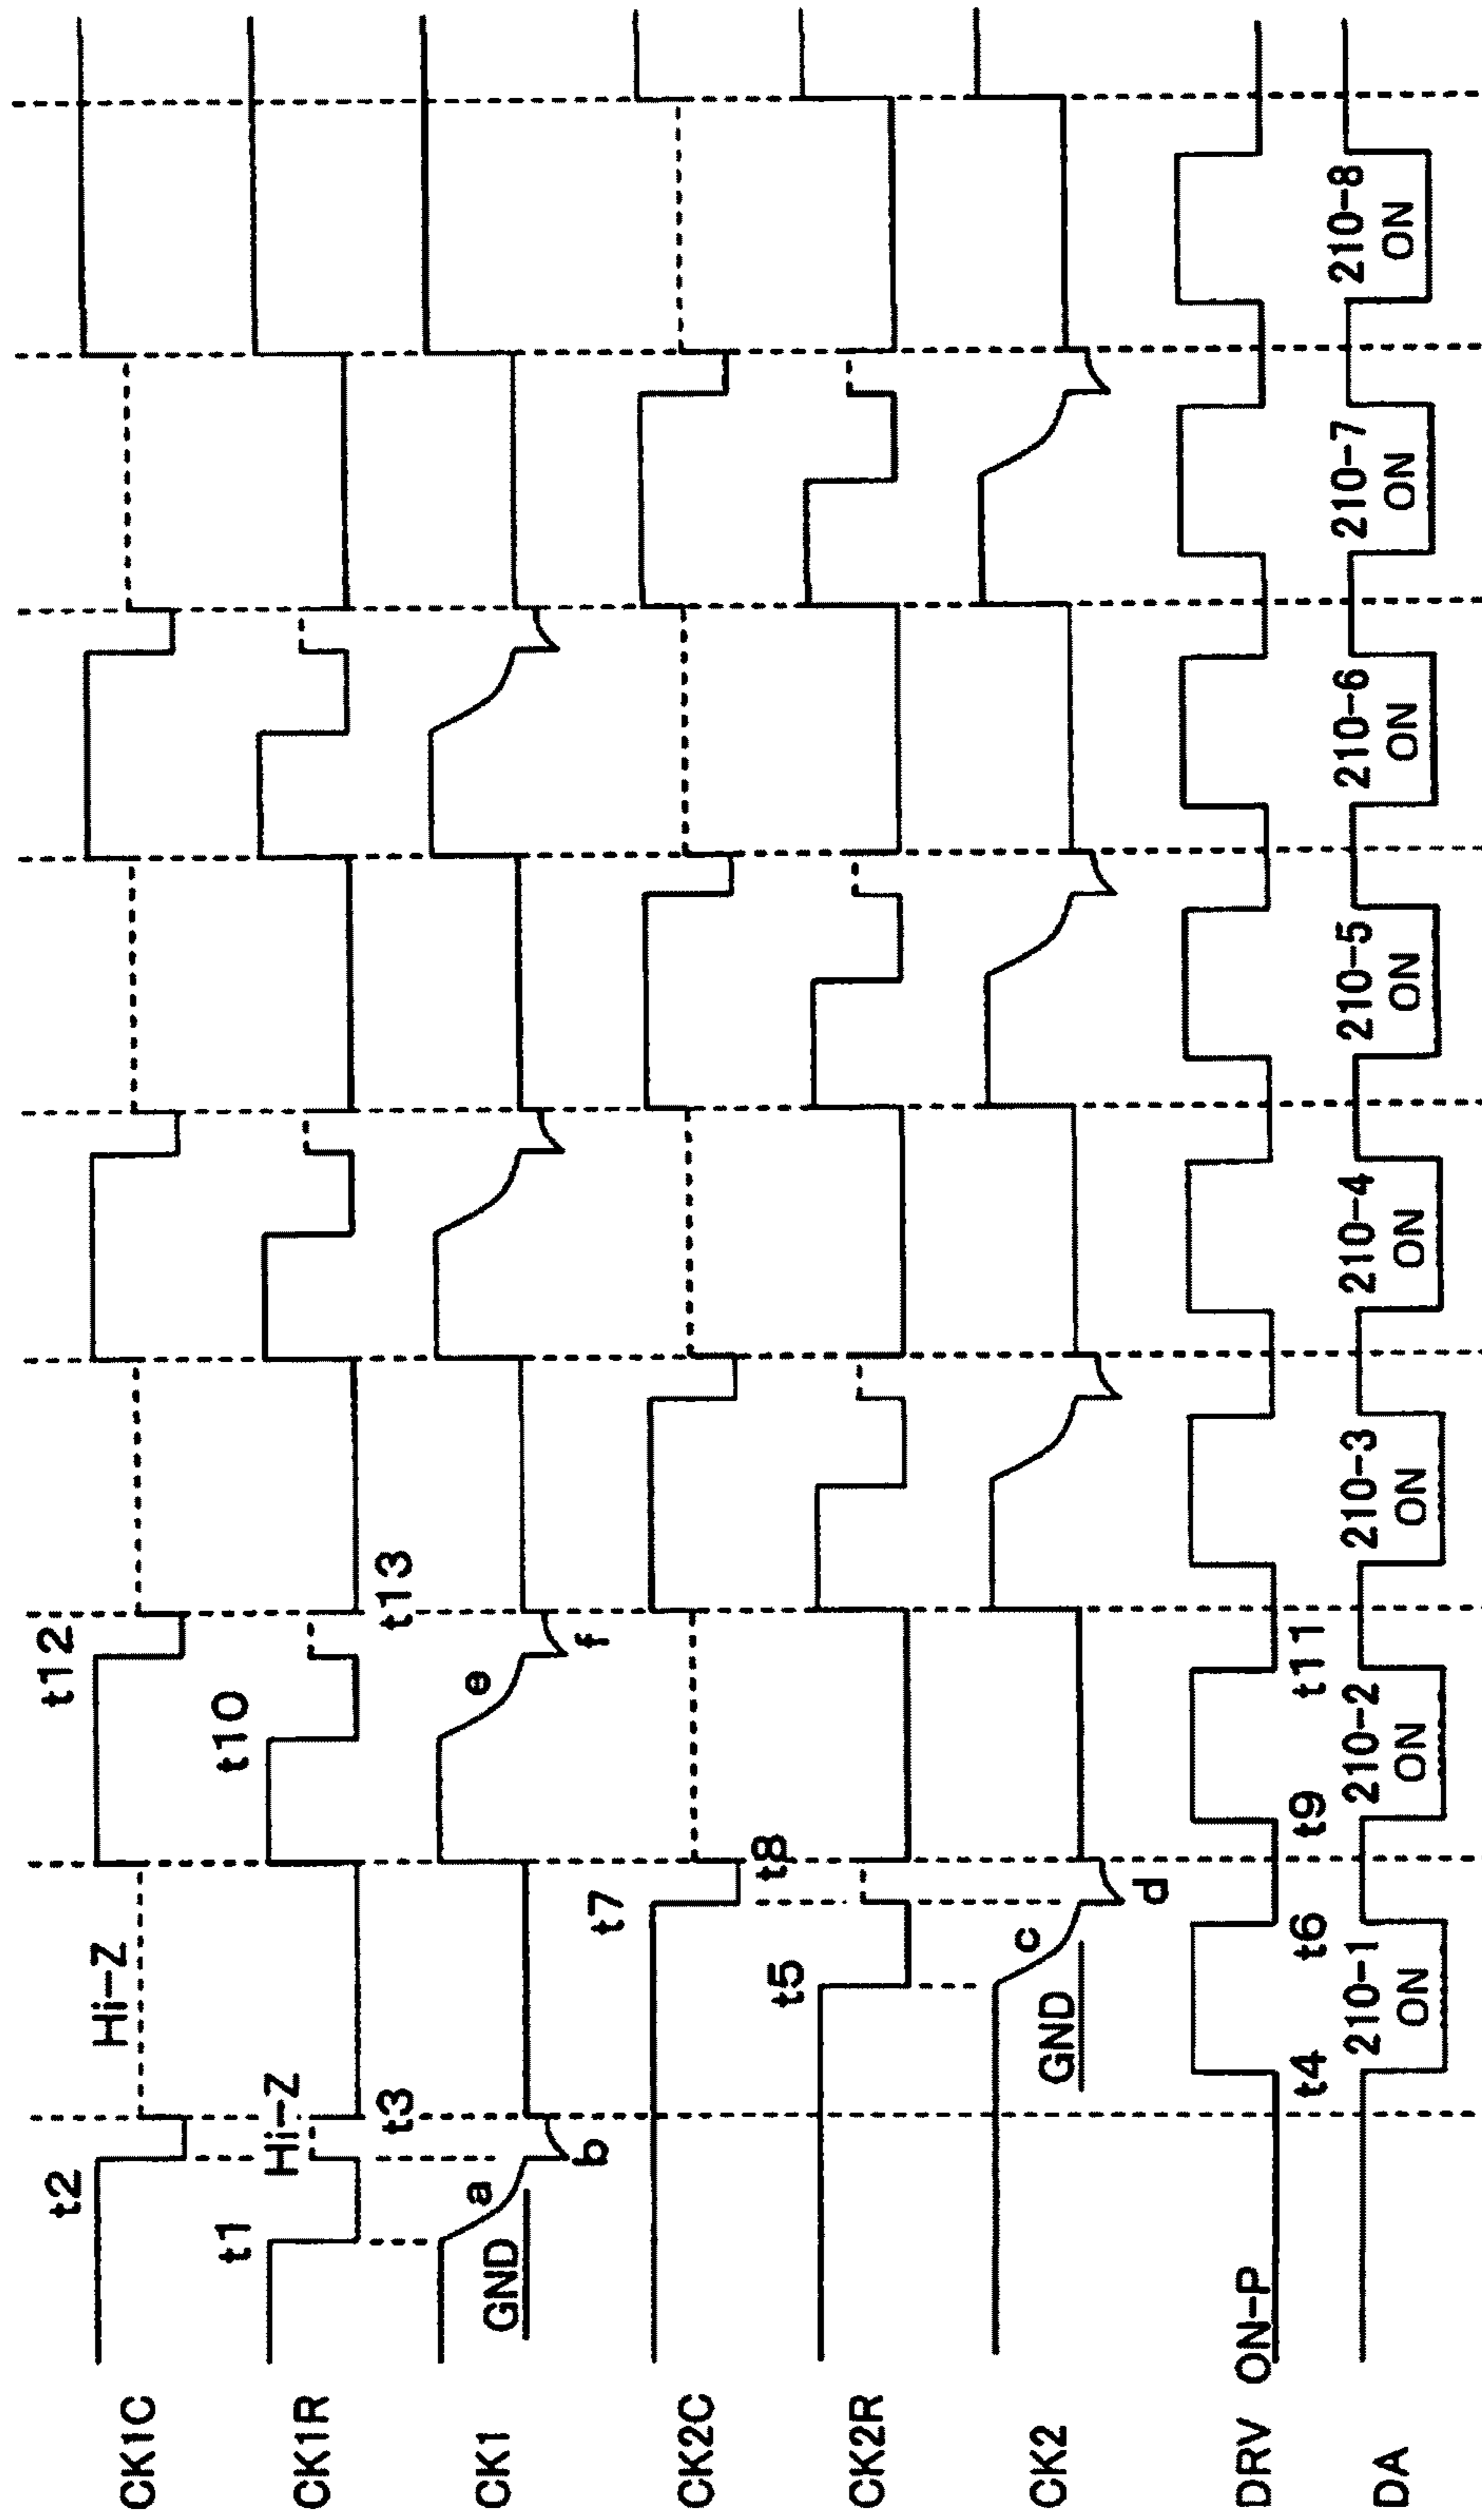 CK1C
t2
Hi-Z
t12
CK1R
t1
Hi-Z
t10
CK1
GND
a
b
t3
e
f
t13
CK2C
t7
CK2R
t5
t8
CK2
GND
c
d
DRV
ON-P
t4
t6
t9
t11
DA
210-1
ON
210-2
ON
210-3
ON
210-4
ON
210-5
ON
210-6
ON
210-7
ON
210-8
ON